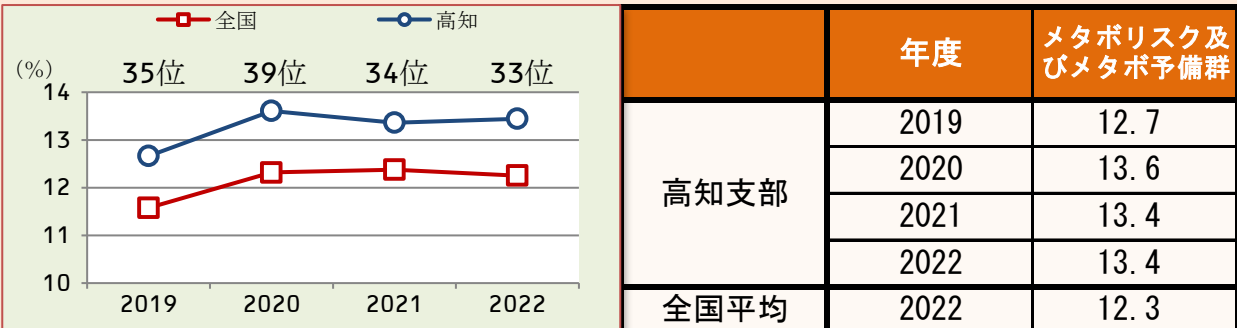 全国 高知
(%) 35位 39位 34位 33位
14
13
12
11
10
2019 2020 2021 2022
年度 メタボリスク及
びメタボ予備群
高知支部
2019 12.7
2020 13.6
2021 13.4
2022 13.4
全国平均 2022 12.3